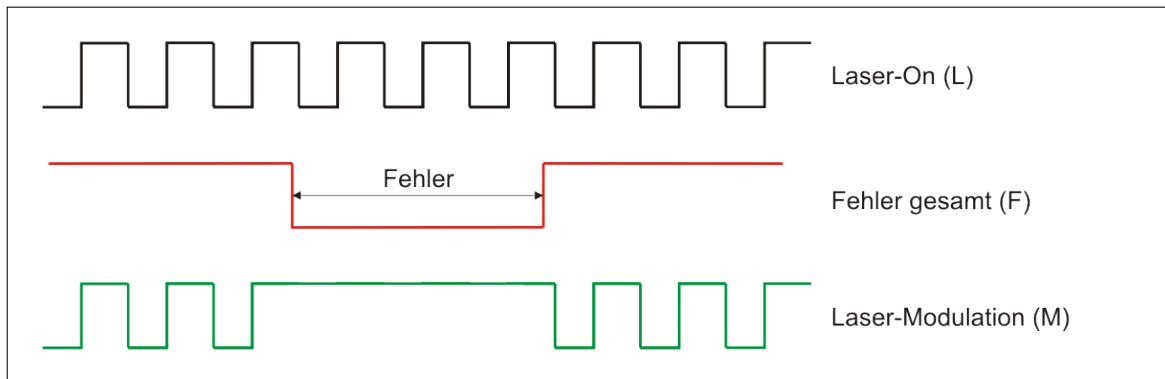 Laser-On (L)
Fehler
Fehler gesamt (F)
Laser-Modulation (M)